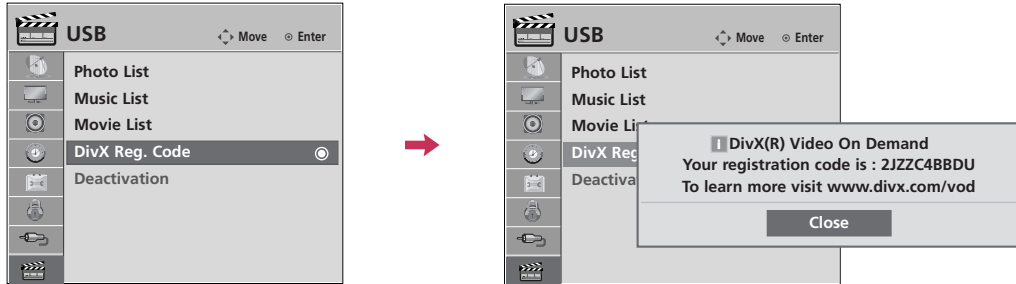 USB
Move
Enter
Photo List
Music List
Movie List
DivX Reg. Code
Deactivation
USB
Move
Enter
Photo List
Music List
Movie Li
DivX Reg
Deactiva
DivX(R) Video On Demand
Your registration code is : 2JZZC4BBDU
To learn more visit www.divx.com/vod
Close